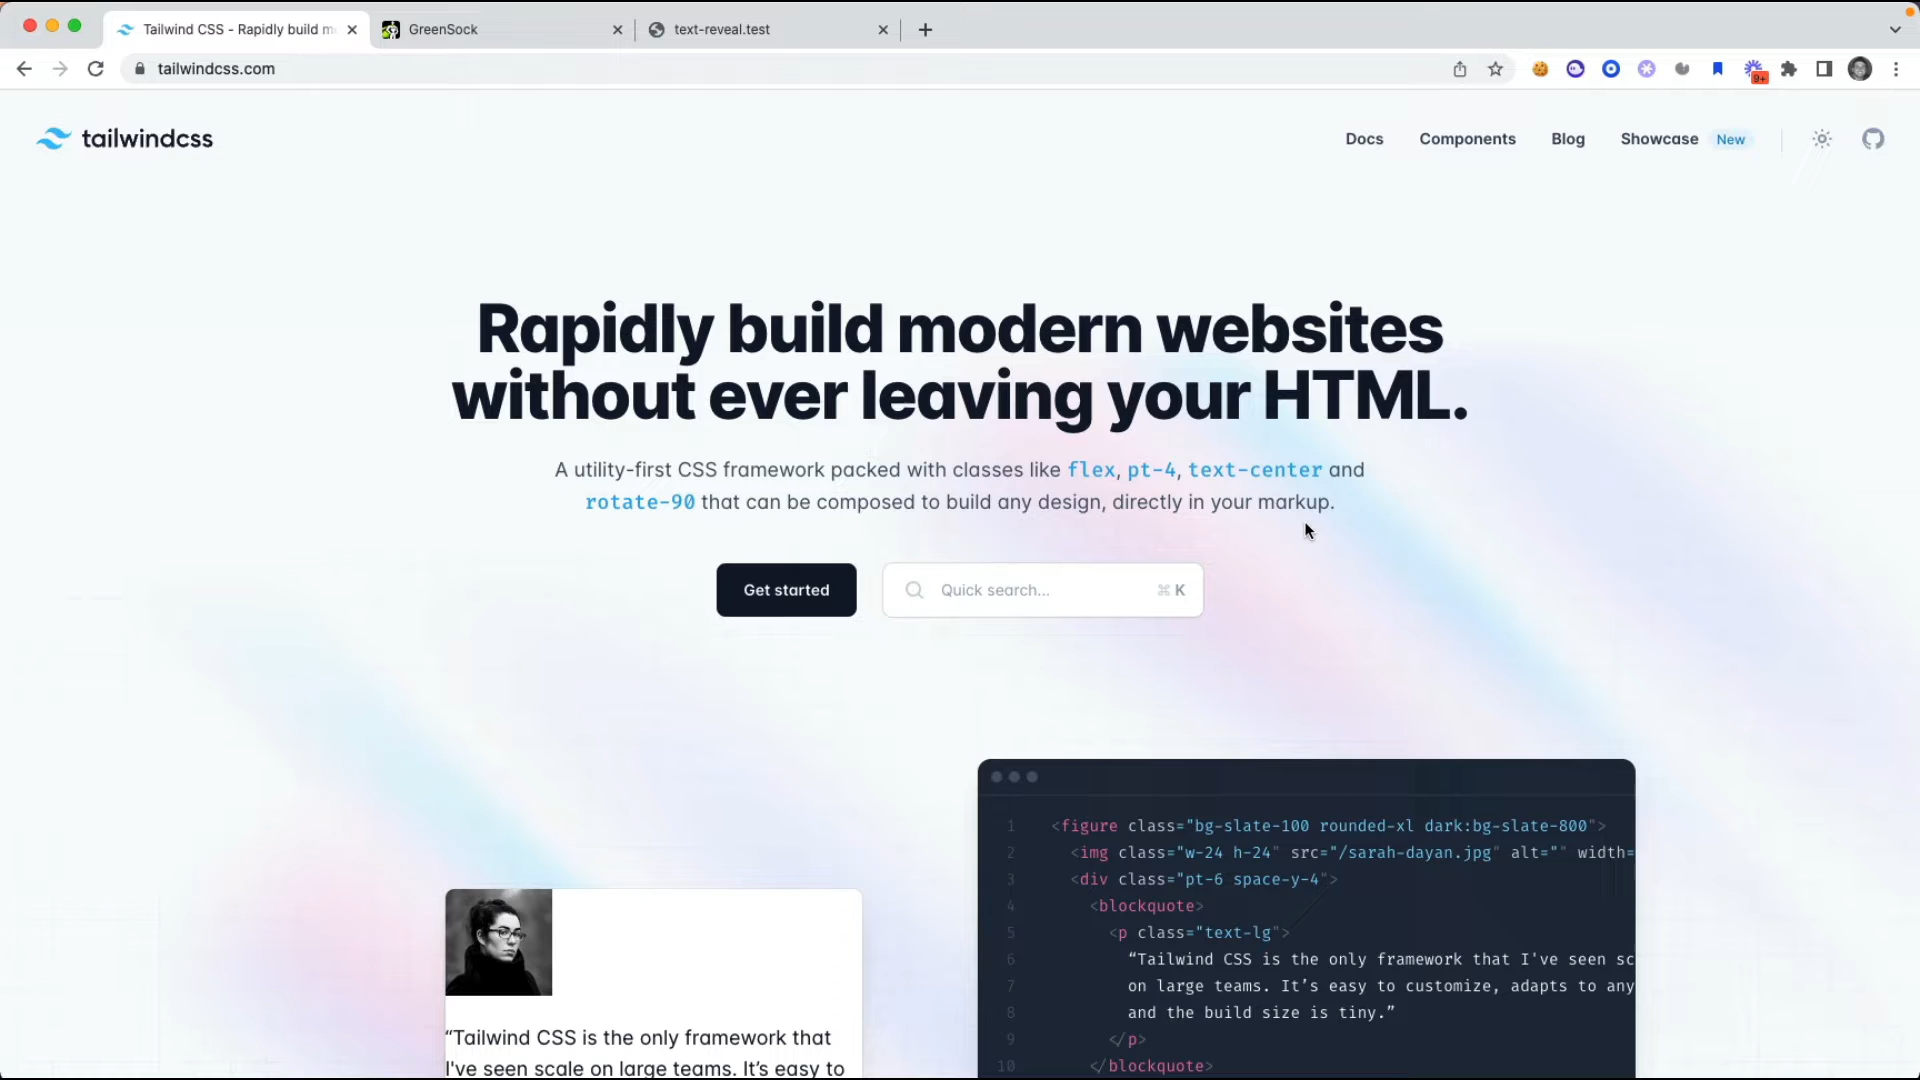 Tailwind CSS - Rapidly build m
GreenSock
text-reveal.test
tailwindcss.com
9+
tailwindcss
Docs
Components
Blog
Showcase
New
Rapidly build modern websites
without ever leaving your HTML.
A utility-first CSS framework packed with classes like flex, pt-4, text-center and
rotate-90 that can be composed to build any design, directly in your markup.
Get started
Quick search...
⌘ K
1 <figure class="bg-slate-100 rounded-xl dark:bg-slate-800">
2 <img class="w-24 h-24" src="/sarah-dayan.jpg" alt="" width=
3 <div class="pt-6 space-y-4">
4 <blockquote>
5 <p class="text-lg">
6 “Tailwind CSS is the only framework that I've seen sc
7 on large teams. It’s easy to customize, adapts to any
8 and the build size is tiny.”
9 </p>
10 </blockquote>
“Tailwind CSS is the only framework that
I've seen scale on large teams. It’s easy to